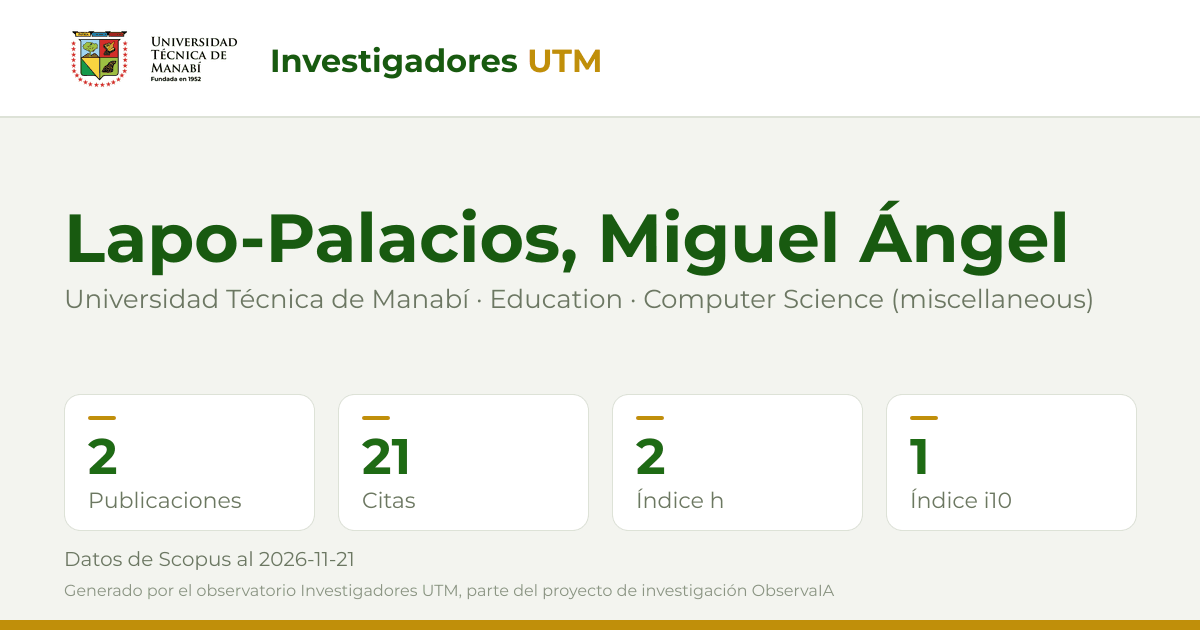 UNIVERSIDAD
TÉCNICA DE
MANABÍ
Fundada en 1952
Investigadores UTM
Lapo-Palacios, Miguel Ángel
Universidad Técnica de Manabí · Education · Computer Science (miscellaneous)
2
Publicaciones
21
Citas
2
Índice h
1
Índice i10
Datos de Scopus al 2026-11-21
Generado por el observatorio Investigadores UTM, parte del proyecto de investigación ObservaIA